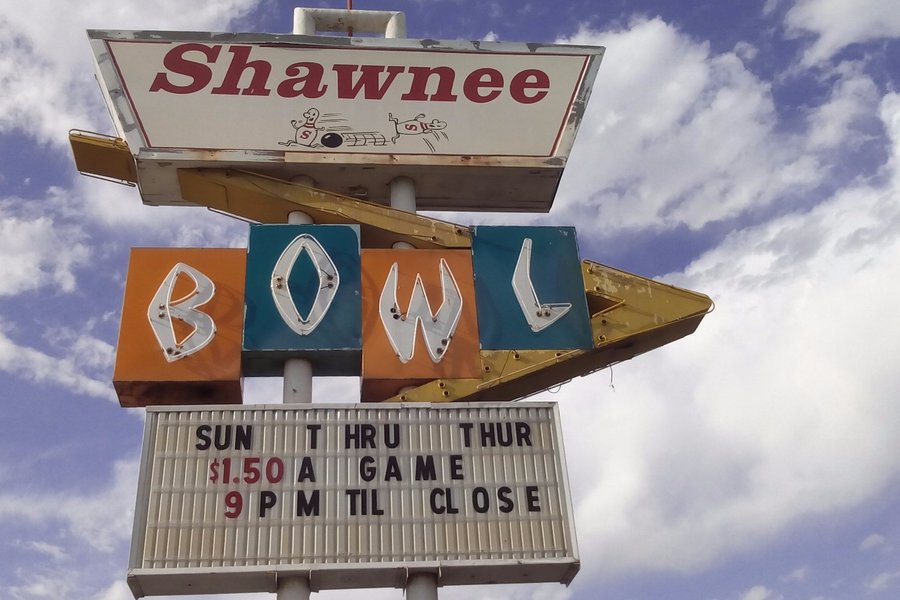 Shawnee
S S
BOWL
SUN THRU THUR
$1.50 A GAME
9 PM TIL CLOSE